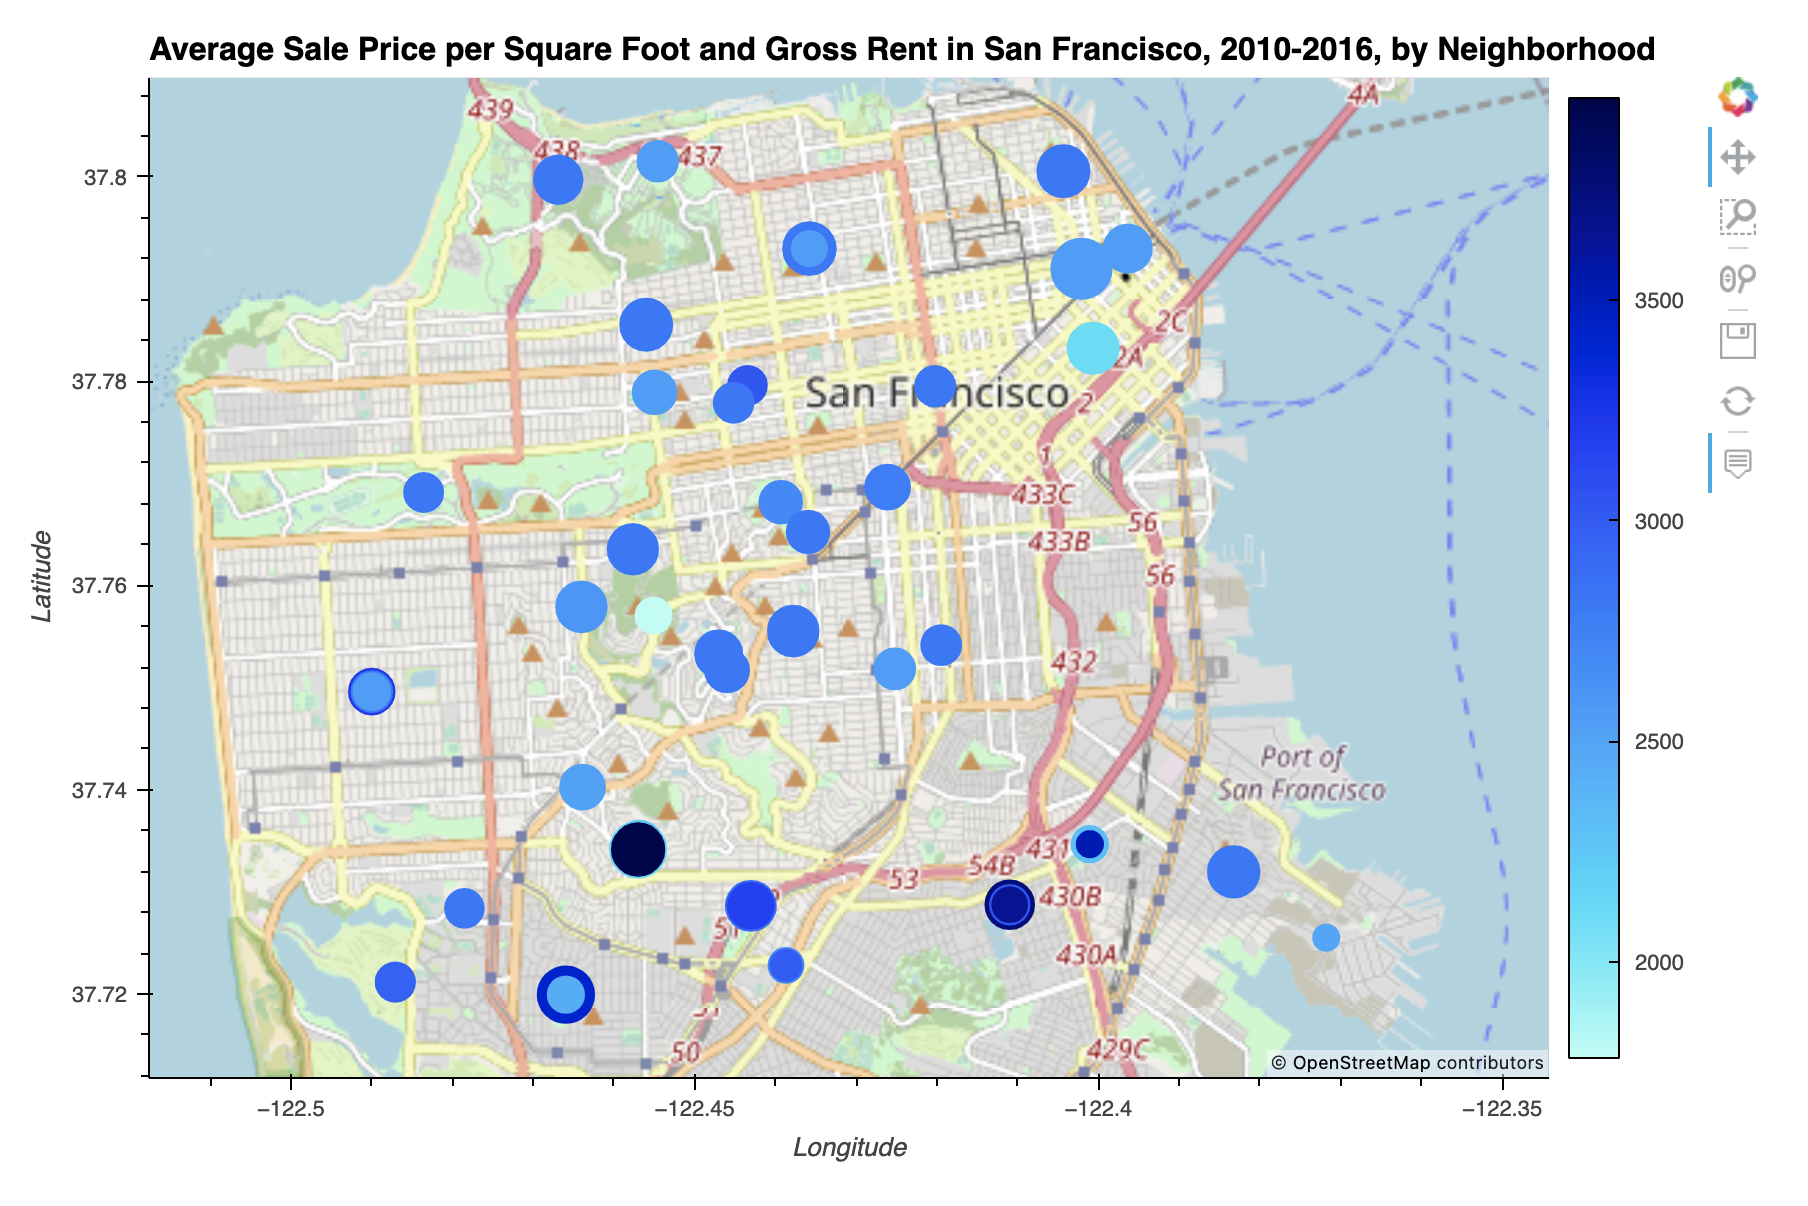 Average Sale Price per Square Foot and Gross Rent in San Francisco, 2010-2016, by Neighborhood
439
438
437
4A
37.8
2C
3500
2A
37.78
San Fr ncisco
2
1
433C
56
3000
433B
37.76
56
Latitude
432
2500
Port of
San Francisco
37.74
431
54B
53
430B
51
430A
2000
37.72
50
429C
© OpenStreetMap contributors
−122.5
−122.45
−122.4
−122.35
Longitude